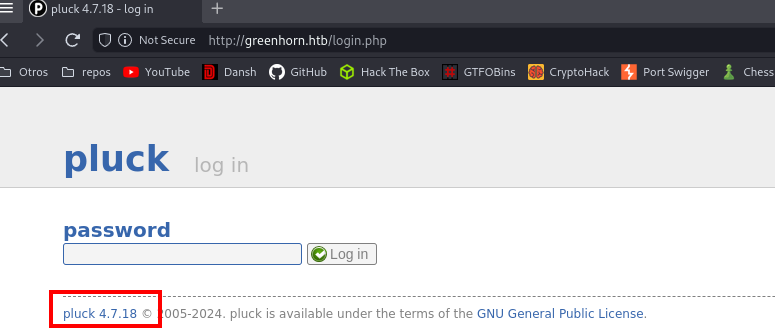 pluck 4.7.18 - log in
Not Secure http://greenhorn.htb/login.php
Otros repos YouTube Dansh GitHub Hack The Box GTFOBins CryptoHack Port Swigger Chess
pluck log in
password
Log in
pluck 4.7.18 © 2005-2024. pluck is available under the terms of the GNU General Public License.